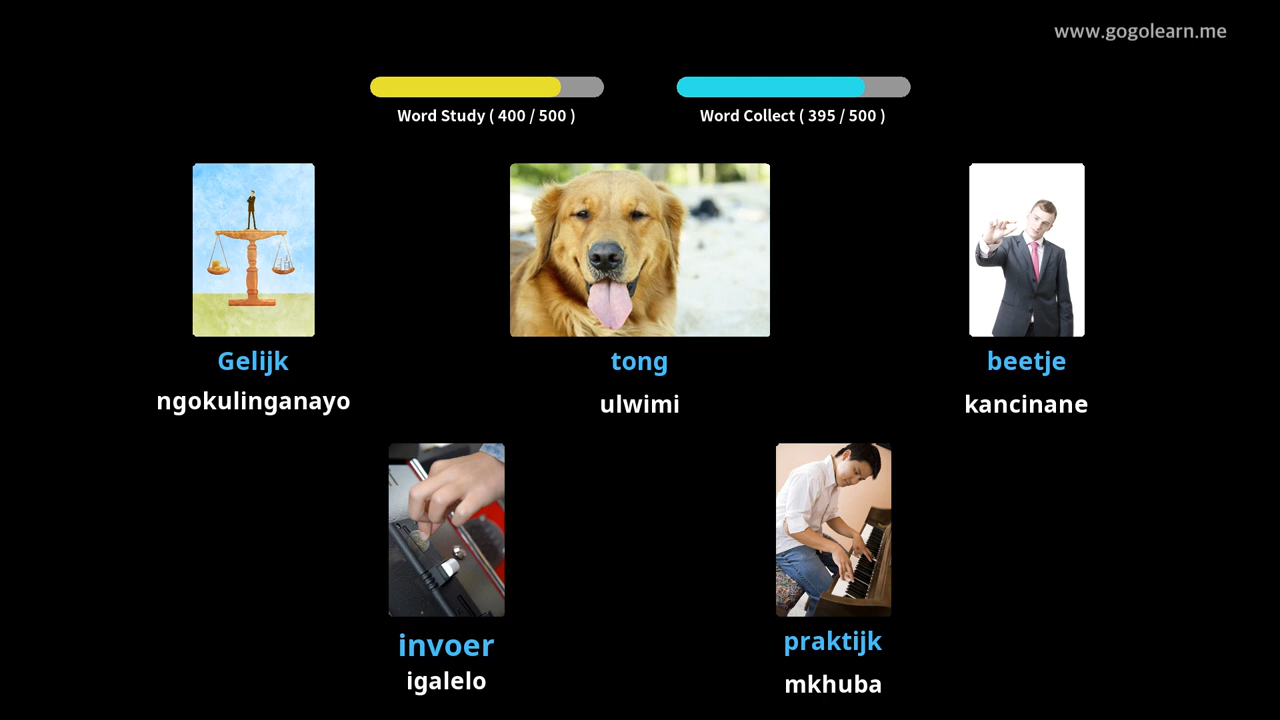 www.gogolearn.me
Word Study ( 400 / 500 )
Word Collect ( 395 / 500 )
Gelijk
tong
beetje
ngokulinganayo
ulwimi
kancinane
invoer
praktijk
igalelo
mkhuba